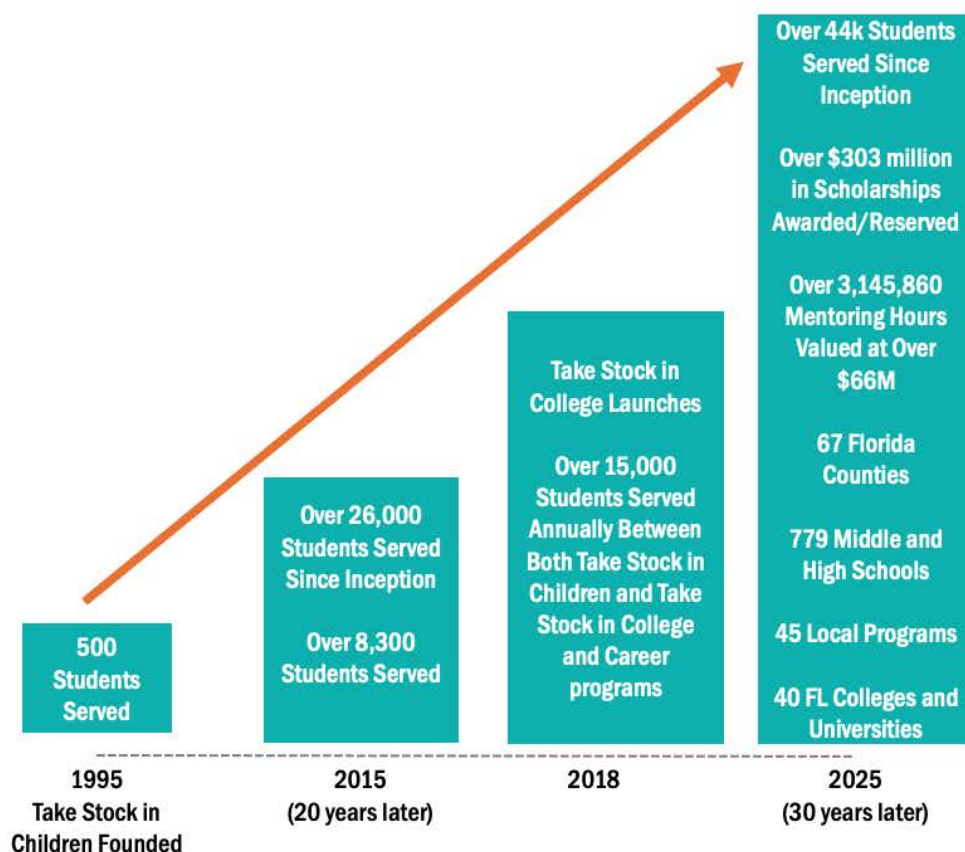 500
Students
Served
1995
Take Stock in
Children Founded
Over 26,000
Students Served
Since Inception
Over 8,300
Students Served
2015
(20 years later)
Take Stock in
College Launches
Over 15,000
Students Served
Annually Between
Both Take Stock in
Children and Take
Stock in College
and Career
programs
2018
Over 44k Students
Served Since
Inception
Over $303 million
in Scholarships
Awarded/Reserved
Over 3,145,860
Mentoring Hours
Valued at Over
$66M
67 Florida
Counties
779 Middle and
High Schools
45 Local Programs
40 FL Colleges and
Universities
2025
(30 years later)